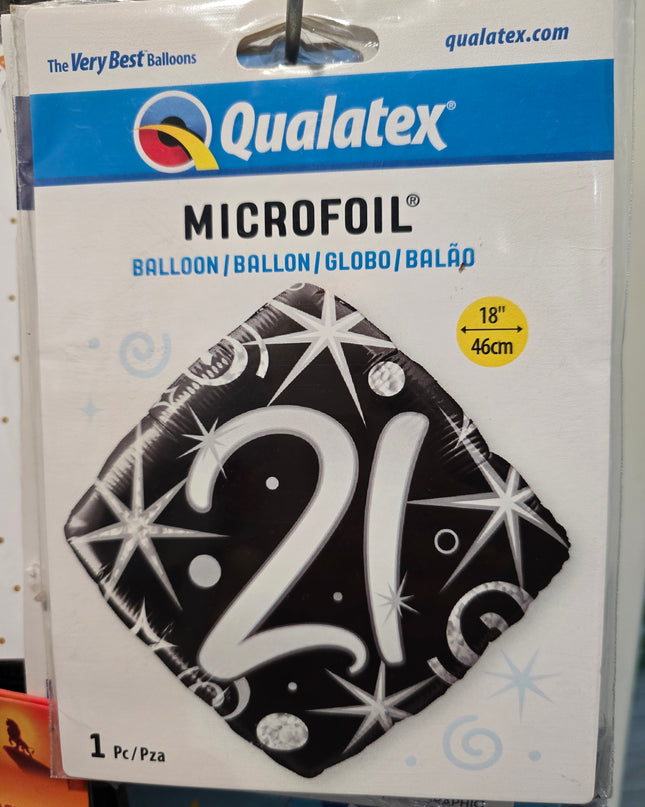 The Very Best Balloons
qualatex.com
Qualatex®
MICROFOIL®
BALLOON/BALLON/GLOBO/BALÃO
18"
46cm
21
1 Pc/Pza